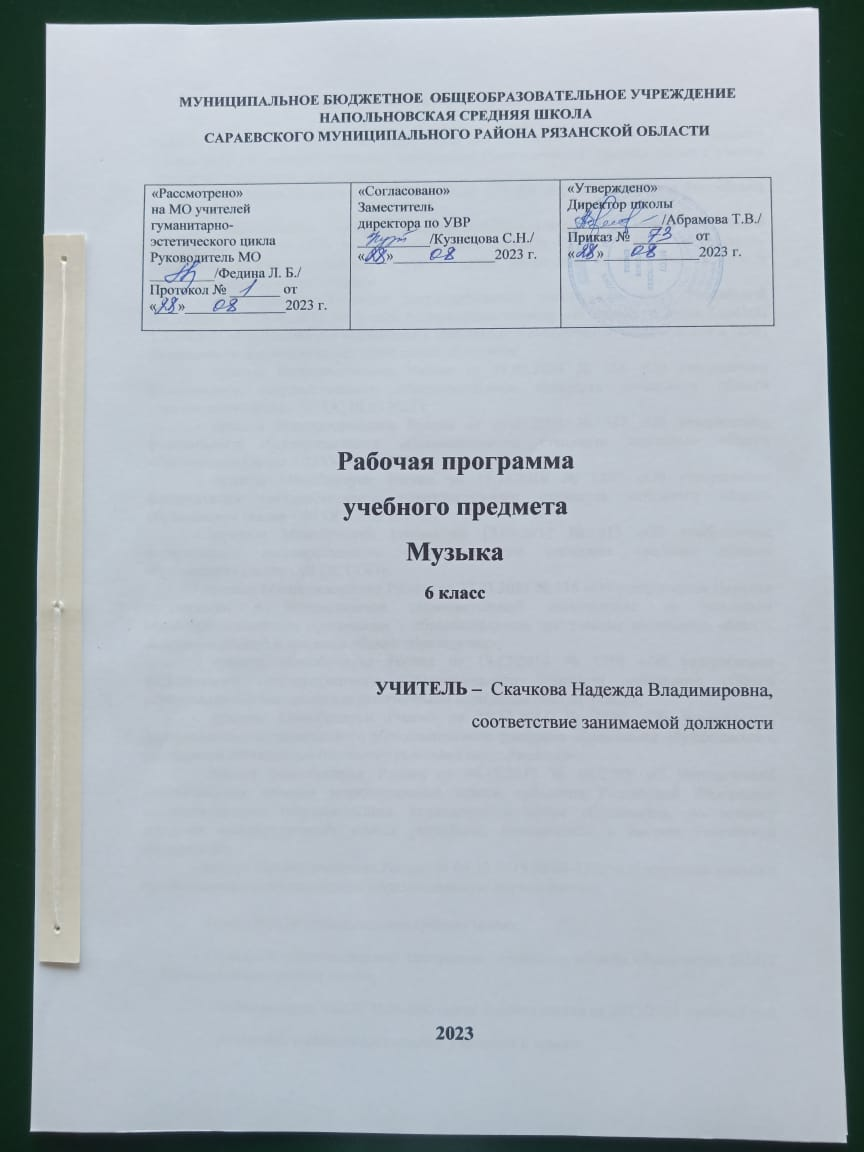 МУНИЦИПАЛЬНОЕ БЮДЖЕТНОЕ ОБЩЕОБРАЗОВАТЕЛЬНОЕ УЧРЕЖДЕНИЕ
НАПОЛЬНОВСКАЯ СРЕДНЯЯ ШКОЛА
САРАЕВСКОГО МУНИЦИПАЛЬНОГО РАЙОНА РЯЗАНСКОЙ ОБЛАСТИ
«Рассмотрено»
на МО учителей
гуманитарно-
эстетического цикла
Руководитель МО
/Федина Л. Б./
Протокол № 1 от
«28» 08 2023 г.
«Согласовано»
Заместитель
директора по УВР
/Кузнецова С.Н./
«28» 08 2023 г.
«Утверждено»
Директор школы
/Абрамова Т.В./
Приказ № 73 от
«28» 08 2023 г.
Рабочая программа
учебного предмета
Музыка
6 класс
УЧИТЕЛЬ – Скачкова Надежда Владимировна,
соответствие занимаемой должности
2023